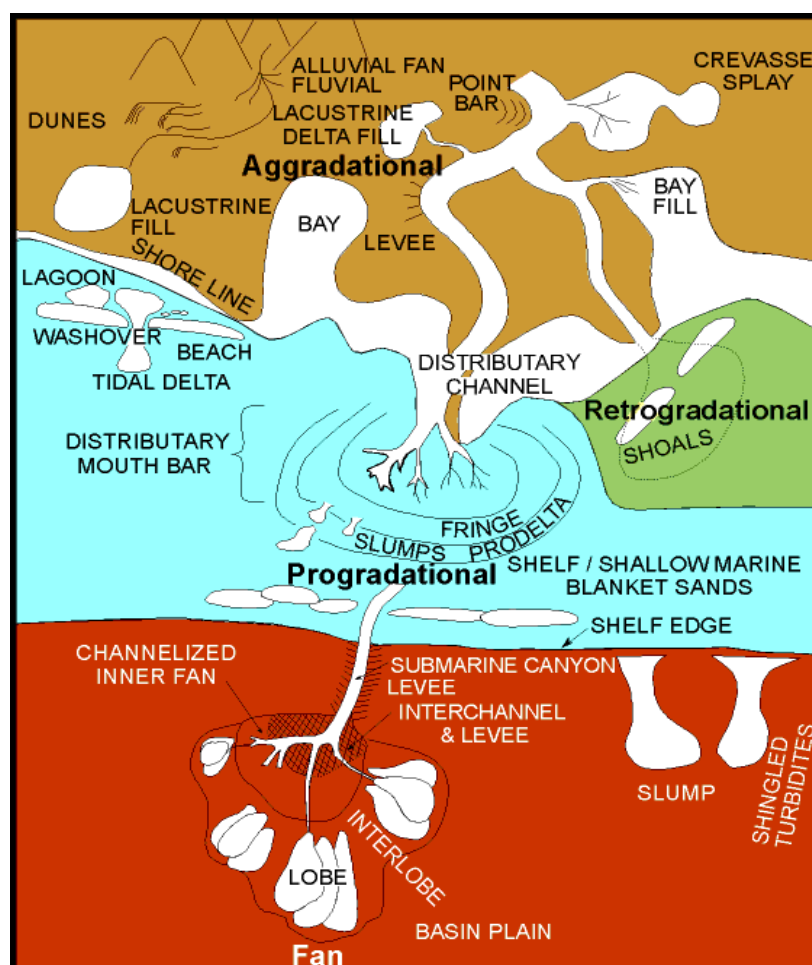 ALLUVIAL FAN
FLUVIAL
POINT
BAR
CREVASSE
SPLAY
DUNES
LACUSTRINE
DELTA FILL
Aggradational
LACUSTRINE
FILL
BAY
LEVEE
BAY
FILL
SHORE LINE
LAGOON
WASHOVER
BEACH
TIDAL DELTA
DISTRIBUTARY
CHANNEL
Retrogradational
SHOALS
DISTRIBUTARY
MOUTH BAR
FRINGE
SLUMPS
PRODELTA
Progradational
SHELF / SHALLOW MARINE
BLANKET SANDS
SHELF EDGE
CHANNELIZED
INNER FAN
SUBMARINE CANYON
LEVEE
INTERCHANNEL
& LEVEE
SLUMP
SHINGLED
TURBIDITES
INTERLOBE
LOBE
BASIN PLAIN
Fan